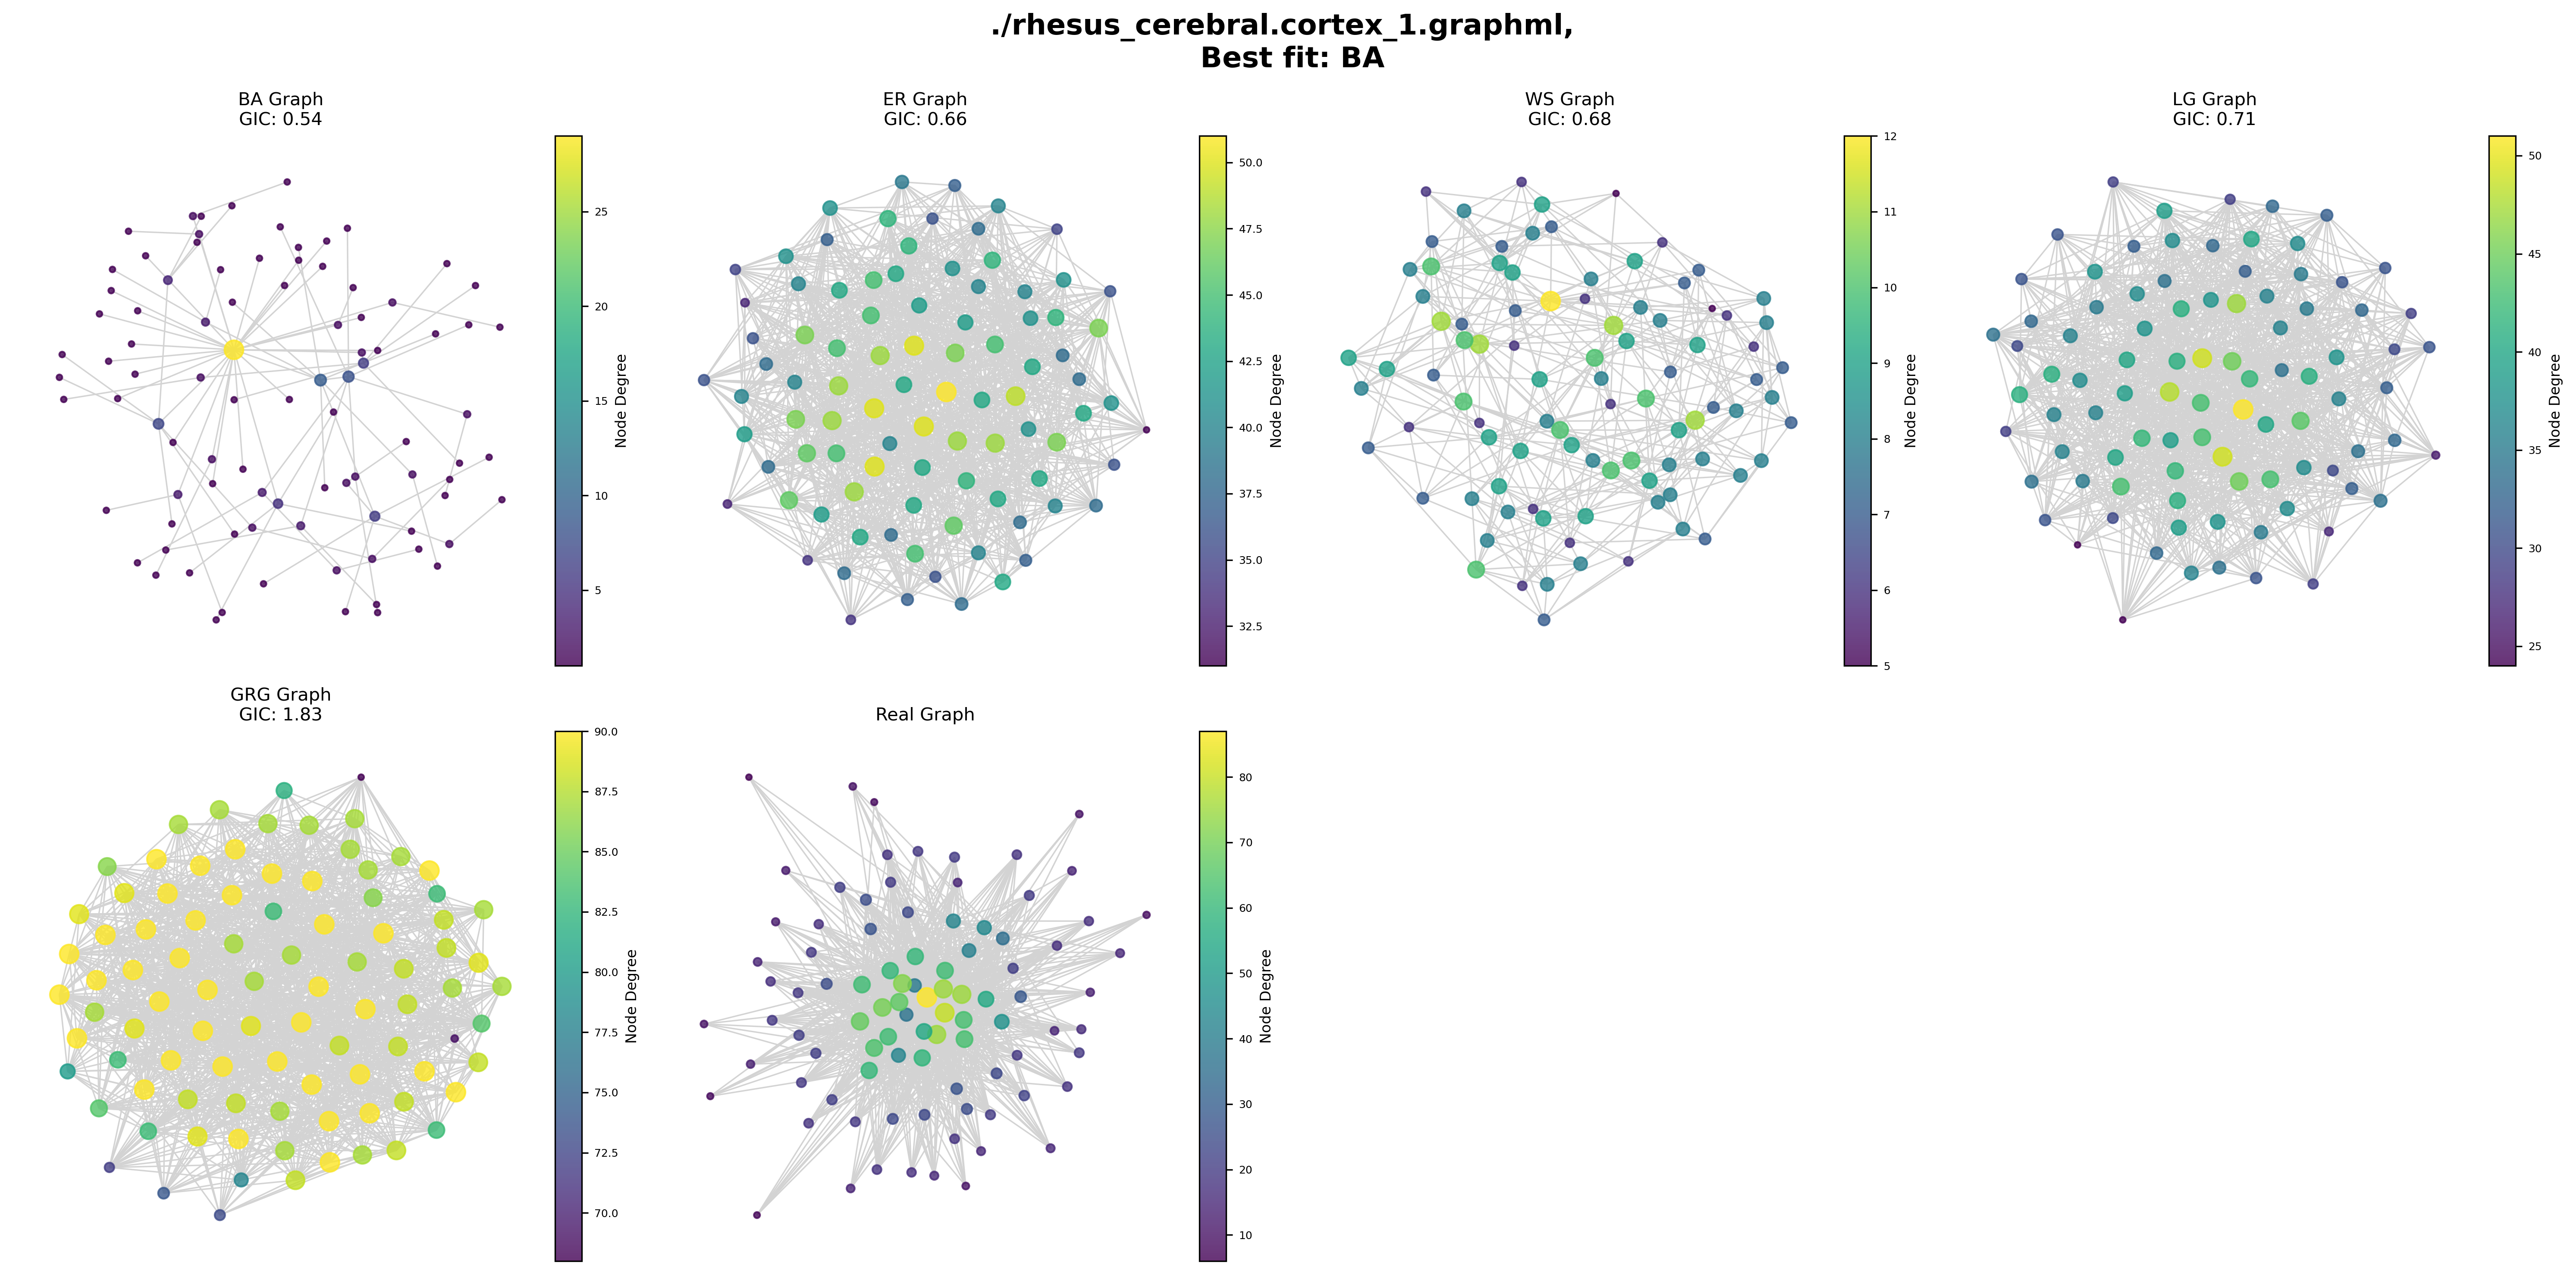 ./rhesus_cerebral.cortex_1.graphml,
Best fit: BA
BA Graph
GIC: 0.54
25
20
15
10
5
Node Degree
ER Graph
GIC: 0.66
50.0
47.5
45.0
42.5
40.0
37.5
35.0
32.5
Node Degree
WS Graph
GIC: 0.68
12
11
10
9
8
7
6
5
Node Degree
LG Graph
GIC: 0.71
50
45
40
35
30
25
Node Degree
GRG Graph
GIC: 1.83
90.0
87.5
85.0
82.5
80.0
77.5
75.0
72.5
70.0
Node Degree
Real Graph
80
70
60
50
40
30
20
10
Node Degree